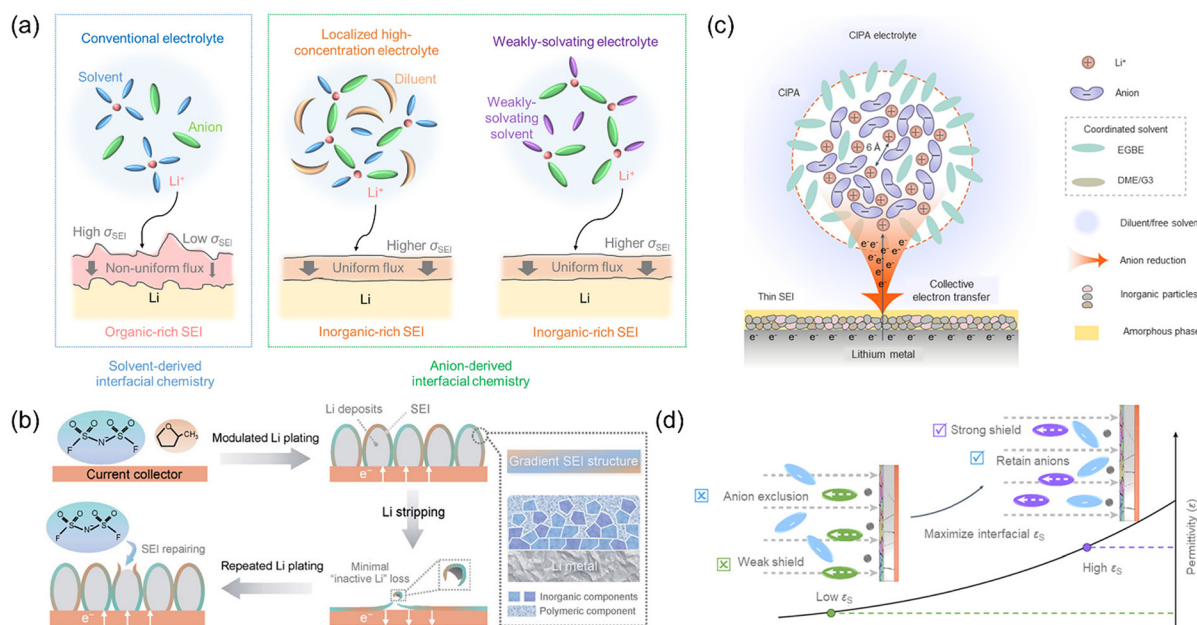 (a)
Conventional electrolyte
Solvent
Anion
Li⁺
High σSEI
Low σSEI
Non-uniform flux
Li
Organic-rich SEI
Solvent-derived
interfacial chemistry
Localized high-
concentration electrolyte
Diluent
Li⁺
Higher σSEI
Uniform flux
Li
Inorganic-rich SEI
Weakly-solvating electrolyte
Weakly-
solvating
solvent
Li⁺
Higher σSEI
Uniform flux
Li
Inorganic-rich SEI
Anion-derived
interfacial chemistry
(c)
CIPA electrolyte
CIPA
6 Å
e⁻ e⁻
e⁻ e⁻
e⁻ e⁻
e⁻ e⁻
e⁻
Collective
electron transfer
Thin SEI
e⁻ e⁻ e⁻ e⁻ e⁻ e⁻ e⁻ e⁻ e⁻ e⁻ e⁻ e⁻
Lithium metal
Li⁺
Anion
Coordinated solvent
EGBE
DME/G3
Diluent/free solvent
Anion reduction
Inorganic particles
Amorphous phase
(b)
O O O O
S N⁻ S
F F
O CH₃
Current collector
Modulated Li plating
Li deposits
SEI
e⁻
Gradient SEI structure
Li metal
Inorganic components
Polymeric component
Li stripping
Minimal
"inactive Li" loss
e⁻
Repeated Li plating
O O O O
S N⁻ S
F F
SEI repairing
e⁻
(d)
Anion exclusion
Weak shield
Strong shield
Retain anions
Maximize interfacial εS
Low εS
High εS
Permittivity (ε)